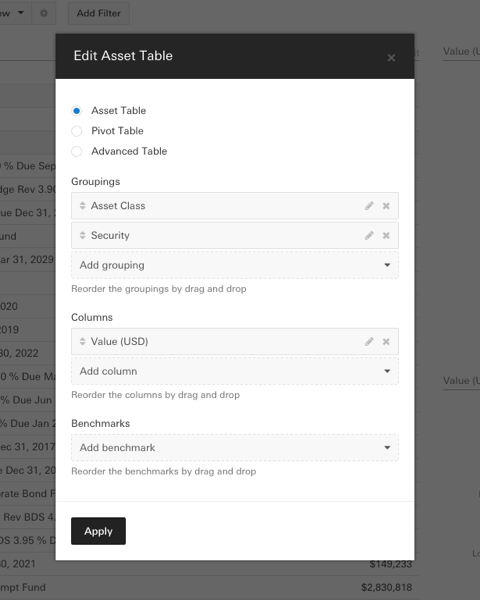 ew
Add Filter
Edit Asset Table
Value (U
Asset Table
Pivot Table
Advanced Table
0 % Due Sep
Groupings
dge Rev 3.90
Asset Class
ue Dec 31, 2
Security
und
ar 31, 2029
Add grouping
Reorder the groupings by drag and drop
020
Columns
2019
Value (USD)
30, 2022
Add column
0 % Due Ma
Value (U
Reorder the columns by drag and drop
% Due Jun
Benchmarks
% Due Jan 2
Add benchmark
ec 31, 2017
Reorder the benchmarks by drag and drop
e Dec 31, 20
rate Bond F
Rev BDS 4.
Apply
DS 3.95 % D
Lo
30, 2021
$149,233
mpt Fund
$2,830,818